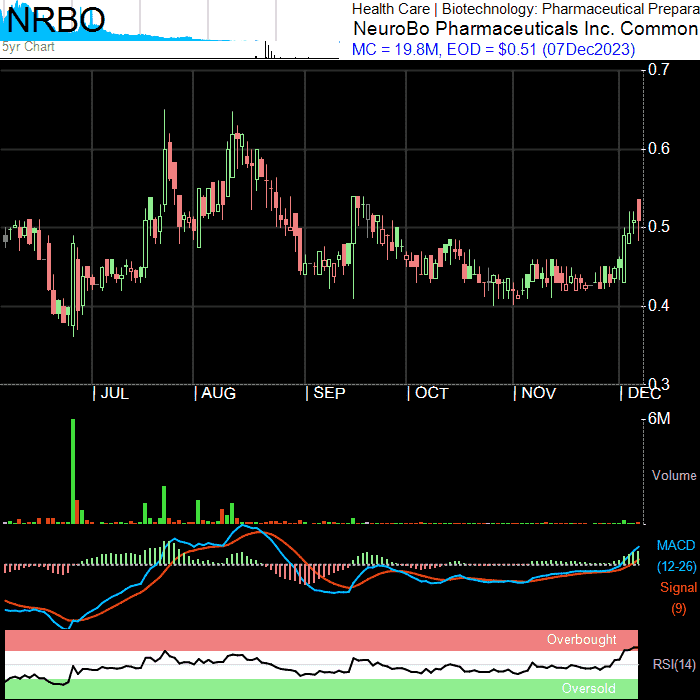 NRBO
5yr Chart
Health Care | Biotechnology: Pharmaceutical Prepara
NeuroBo Pharmaceuticals Inc. Common
MC = 19.8M, EOD = $0.51 (07Dec2023)
0.7
0.6
0.5
0.4
0.3
| JUL | AUG | SEP | OCT | NOV | DEC
6M
Volume
MACD
(12-26)
Signal
(9)
Overbought
RSI(14)
Oversold